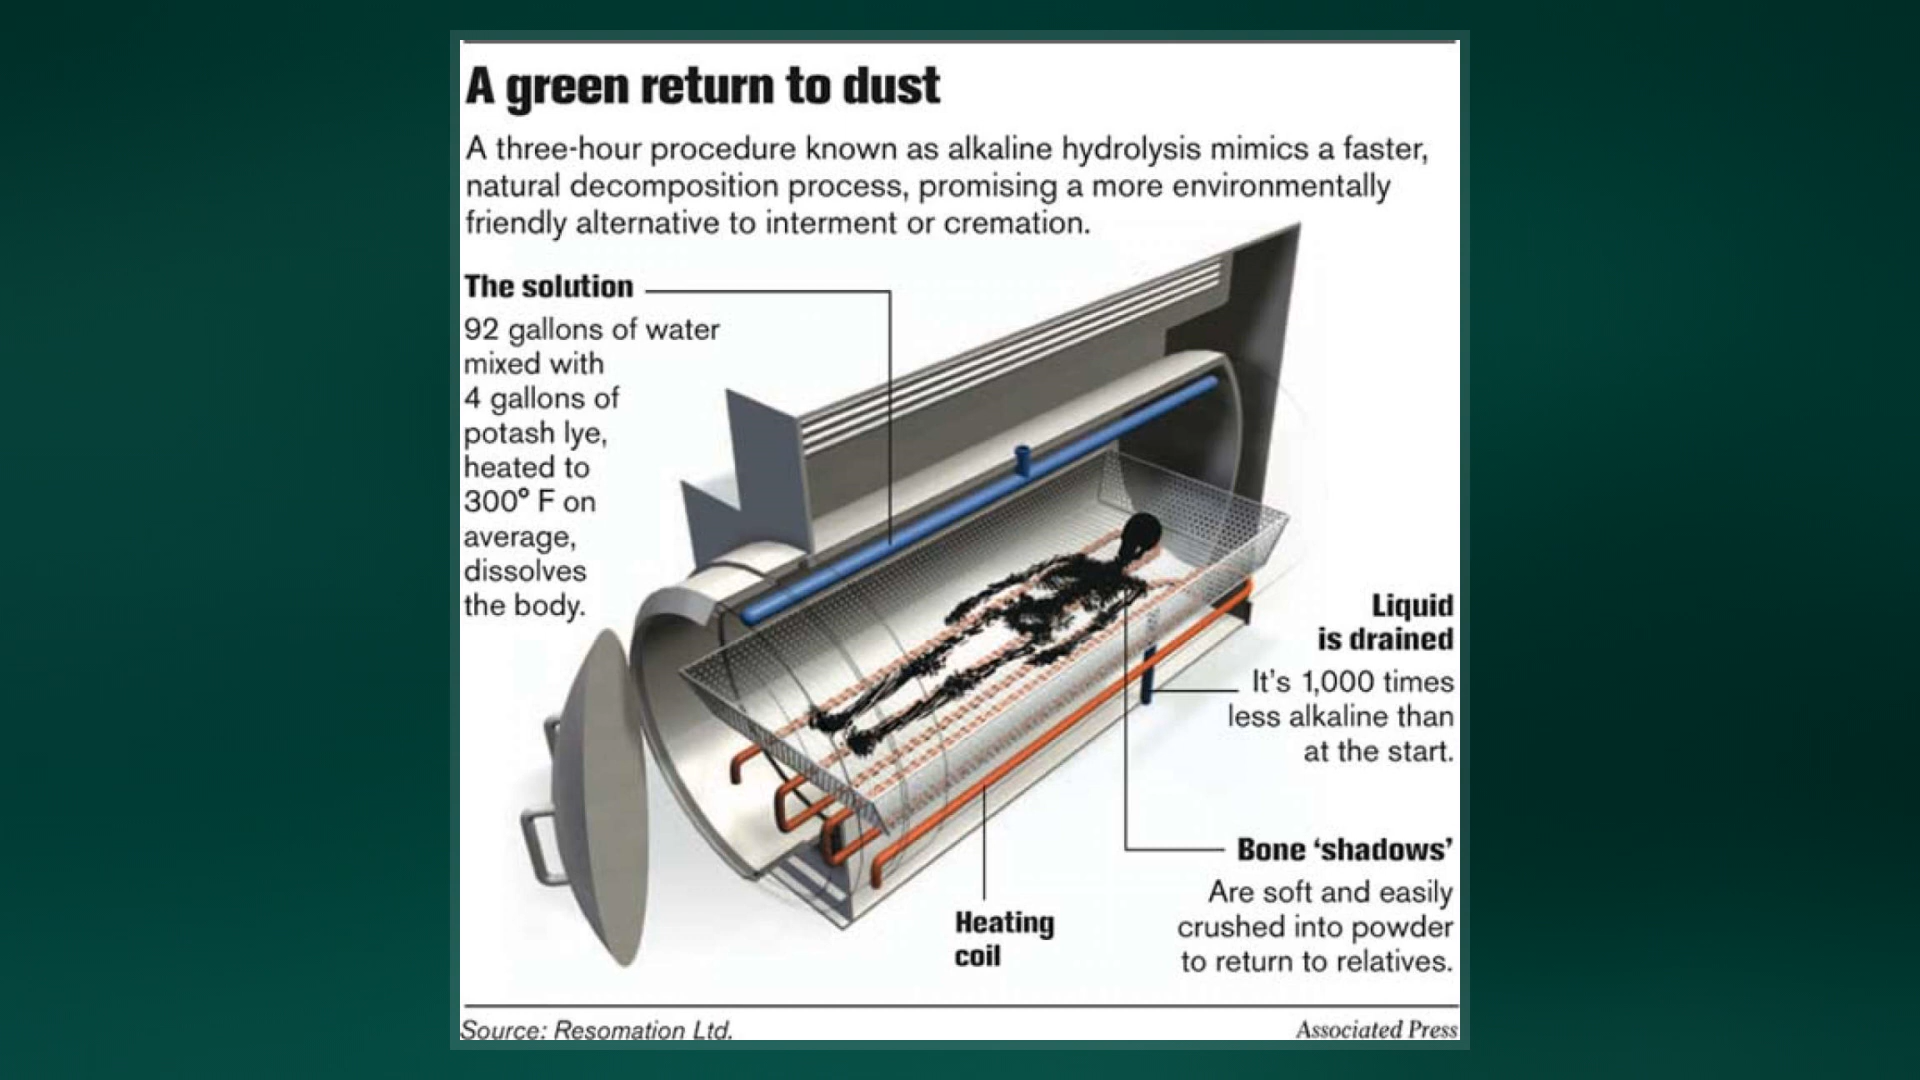 A green return to dust
A three-hour procedure known as alkaline hydrolysis mimics a faster,
natural decomposition process, promising a more environmentally
friendly alternative to interment or cremation.
The solution
92 gallons of water
mixed with
4 gallons of
potash lye,
heated to
300° F on
average,
dissolves
the body.
Liquid
is drained
It's 1,000 times
less alkaline than
at the start.
Bone ‘shadows’
Are soft and easily
crushed into powder
to return to relatives.
Heating
coil
Source: Resomation Ltd.
Associated Press